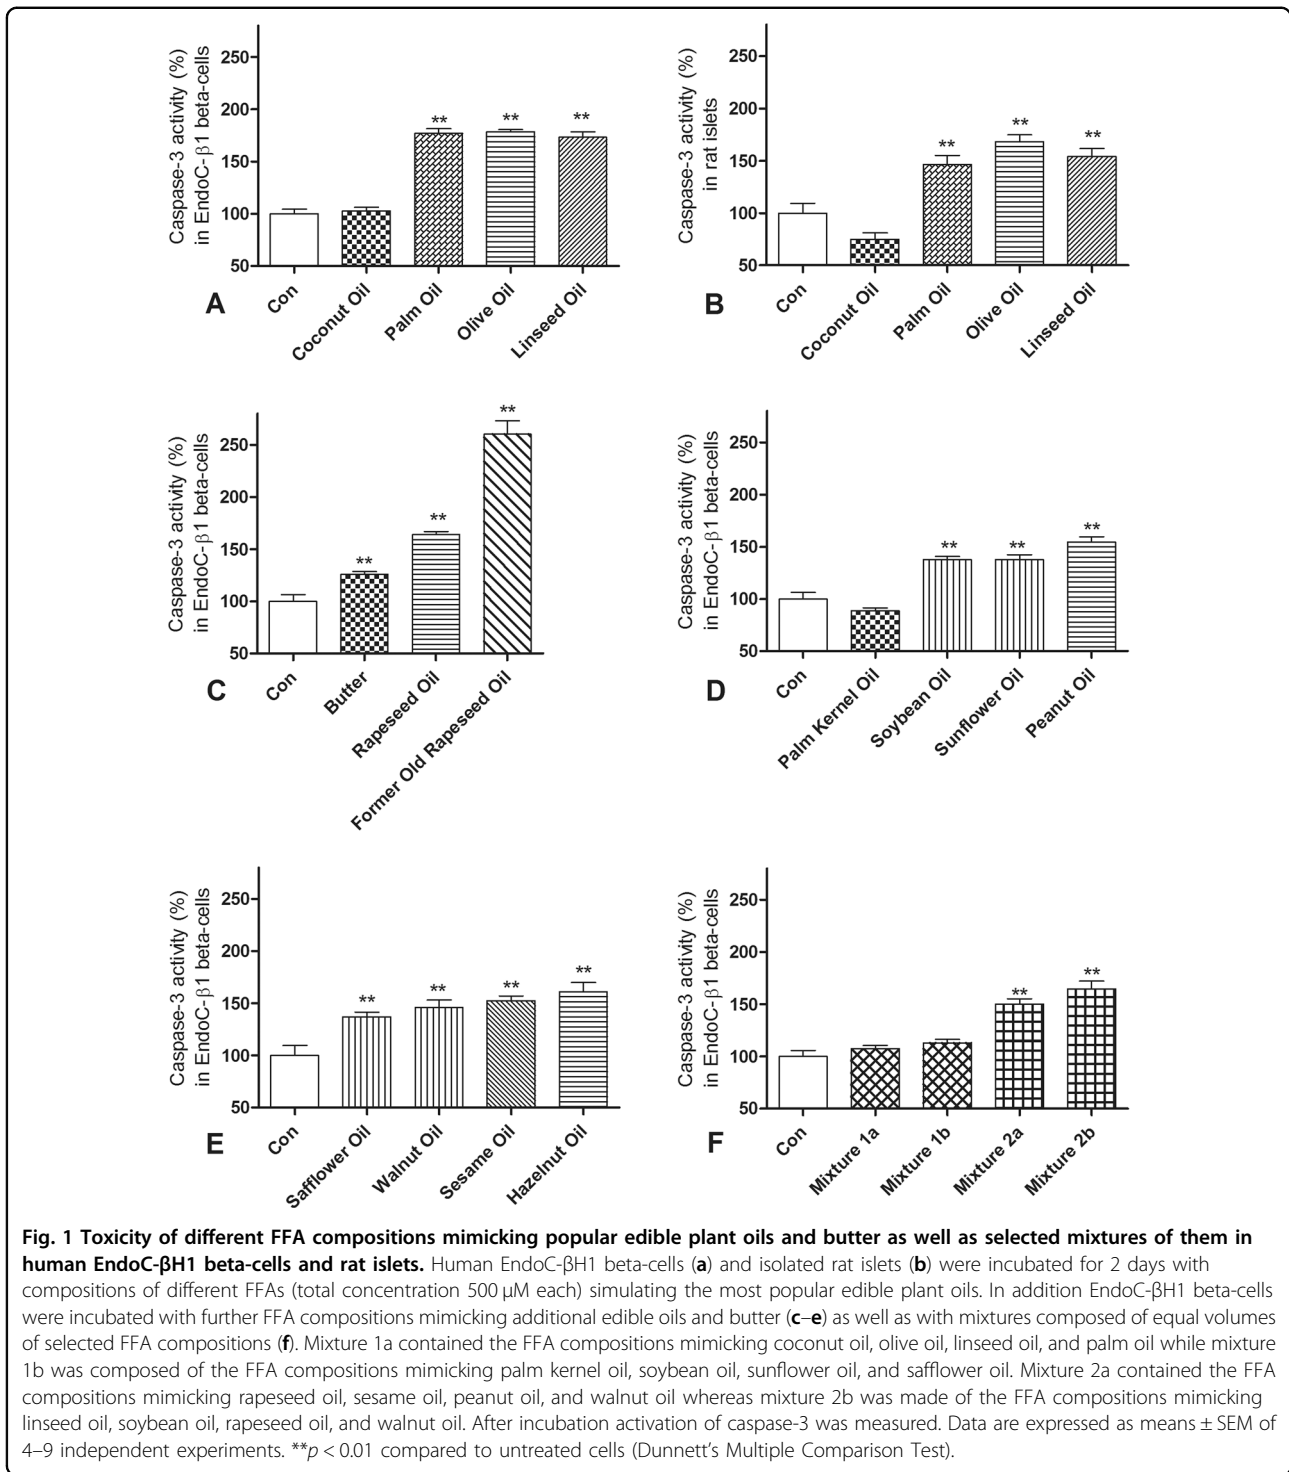 Caspase-3 activity (%)
in EndoC-β1 beta-cells
250
200
150
100
50
**
**
**
Con
Coconut Oil
Palm Oil
Olive Oil
Linseed Oil
A
Caspase-3 activity (%)
in rat islets
250
200
150
100
50
**
**
**
Con
Coconut Oil
Palm Oil
Olive Oil
Linseed Oil
B
Caspase-3 activity (%)
in EndoC-β1 beta-cells
250
200
150
100
50
**
**
**
Con
Butter
Rapeseed Oil
Former Old Rapeseed Oil
C
Caspase-3 activity (%)
in EndoC-β1 beta-cells
250
200
150
100
50
**
**
**
Con
Palm Kernel Oil
Soybean Oil
Sunflower Oil
Peanut Oil
D
Caspase-3 activity (%)
in EndoC-β1 beta-cells
250
200
150
100
50
**
**
**
**
Con
Safflower Oil
Walnut Oil
Sesame Oil
Hazelnut Oil
E
Caspase-3 activity (%)
in EndoC-β1 beta-cells
250
200
150
100
50
**
**
Con
Mixture 1a
Mixture 1b
Mixture 2a
Mixture 2b
F
Fig. 1 Toxicity of different FFA compositions mimicking popular edible plant oils and butter as well as selected mixtures of them in
human EndoC-βH1 beta-cells and rat islets. Human EndoC-βH1 beta-cells (a) and isolated rat islets (b) were incubated for 2 days with
compositions of different FFAs (total concentration 500 µM each) simulating the most popular edible plant oils. In addition EndoC-βH1 beta-cells
were incubated with further FFA compositions mimicking additional edible oils and butter (c–e) as well as with mixtures composed of equal volumes
of selected FFA compositions (f). Mixture 1a contained the FFA compositions mimicking coconut oil, olive oil, linseed oil, and palm oil while mixture
1b was composed of the FFA compositions mimicking palm kernel oil, soybean oil, sunflower oil, and safflower oil. Mixture 2a contained the FFA
compositions mimicking rapeseed oil, sesame oil, peanut oil, and walnut oil whereas mixture 2b was made of the FFA compositions mimicking
linseed oil, soybean oil, rapeseed oil, and walnut oil. After incubation activation of caspase-3 was measured. Data are expressed as means ± SEM of
4–9 independent experiments. **p < 0.01 compared to untreated cells (Dunnett's Multiple Comparison Test).